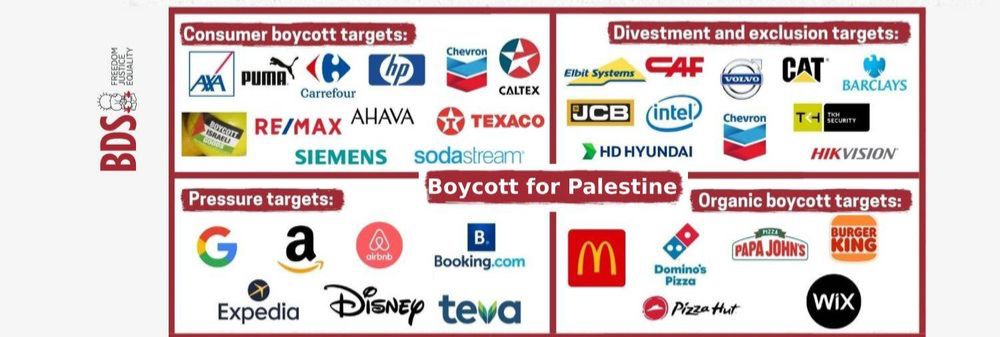 BDS
FREEDOM
JUSTICE
EQUALITY
Consumer boycott targets:
AXA
PUMA
Carrefour
hp
Chevron
CALTEX
BOYCOTT
ISRAELI
GOODS
RE/MAX
AHAVA
TEXACO
SIEMENS
sodastream
Divestment and exclusion targets:
Elbit Systems
CAF
VOLVO
CAT
BARCLAYS
JCB
intel
Chevron
TKH
TKH
SECURITY
HD HYUNDAI
HIKVISION
Boycott for Palestine
Pressure targets:
G
a
airbnb
B.
Booking.com
Expedia
Disney
teva
Organic boycott targets:
M
Domino's
Pizza
PIZZA
PAPA JOHN'S
BURGER
KING
Pizza Hut
WiX